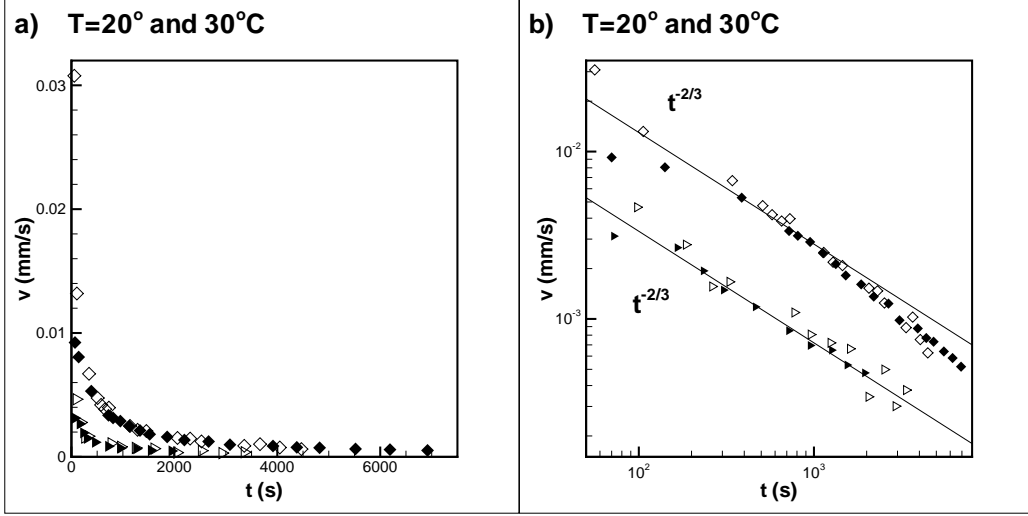 a) T=20° and 30°C
0.03
0.02
0.01
0
0 2000 4000 6000
v (mm/s)
t (s)
b) T=20° and 30°C
t^-2/3
t^-2/3
10^-2
10^-3
10^2 10^3
v (mm/s)
t (s)